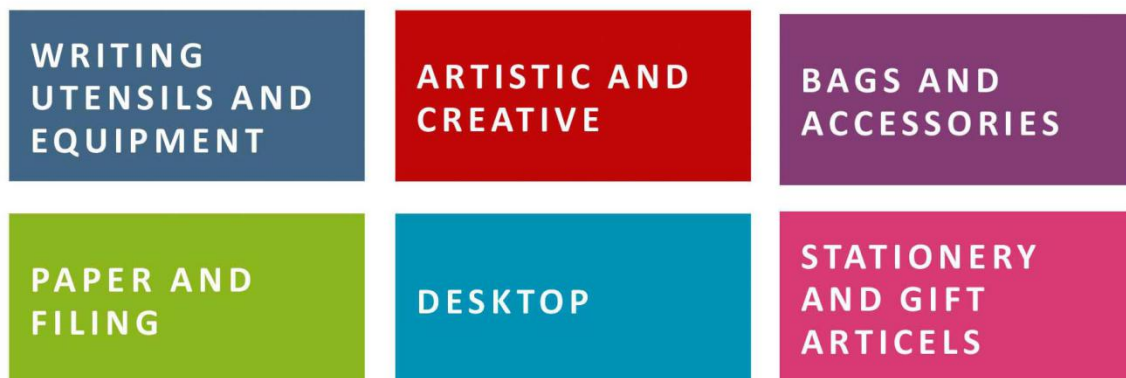 WRITING
UTENSILS AND
EQUIPMENT
ARTISTIC AND
CREATIVE
BAGS AND
ACCESSORIES
PAPER AND
FILING
DESKTOP
STATIONERY
AND GIFT
ARTICELS